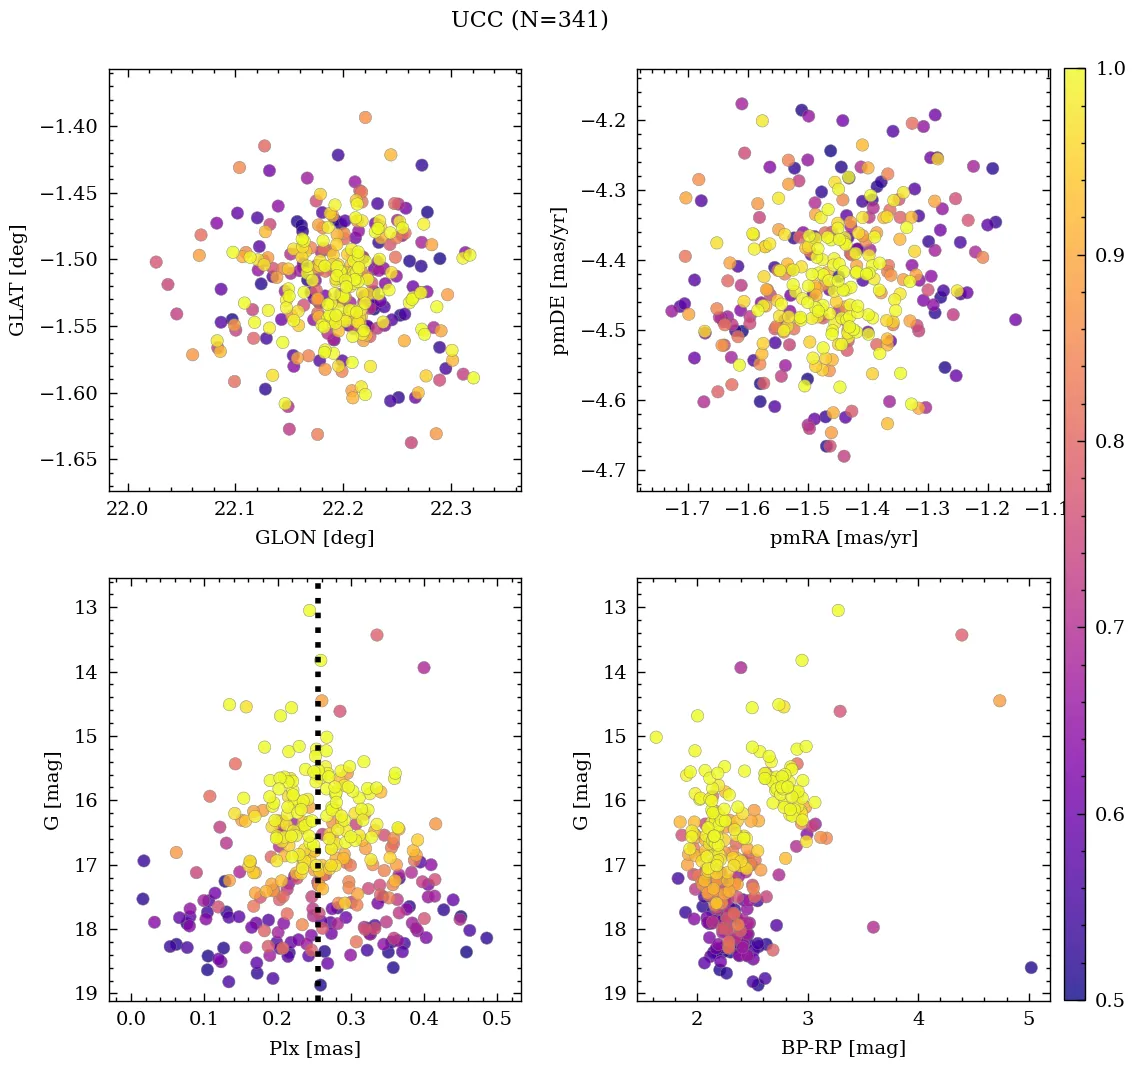 UCC (N=341)
−1.40
−1.45
−1.50
−1.55
−1.60
−1.65
GLAT [deg]
22.0 22.1 22.2 22.3
GLON [deg]
−4.2
−4.3
−4.4
−4.5
−4.6
−4.7
pmDE [mas/yr]
−1.7 −1.6 −1.5 −1.4 −1.3 −1.2 −1.1
pmRA [mas/yr]
13
14
15
16
17
18
19
G [mag]
0.0 0.1 0.2 0.3 0.4 0.5
Plx [mas]
13
14
15
16
17
18
19
G [mag]
2 3 4 5
BP-RP [mag]
1.0
0.9
0.8
0.7
0.6
0.5